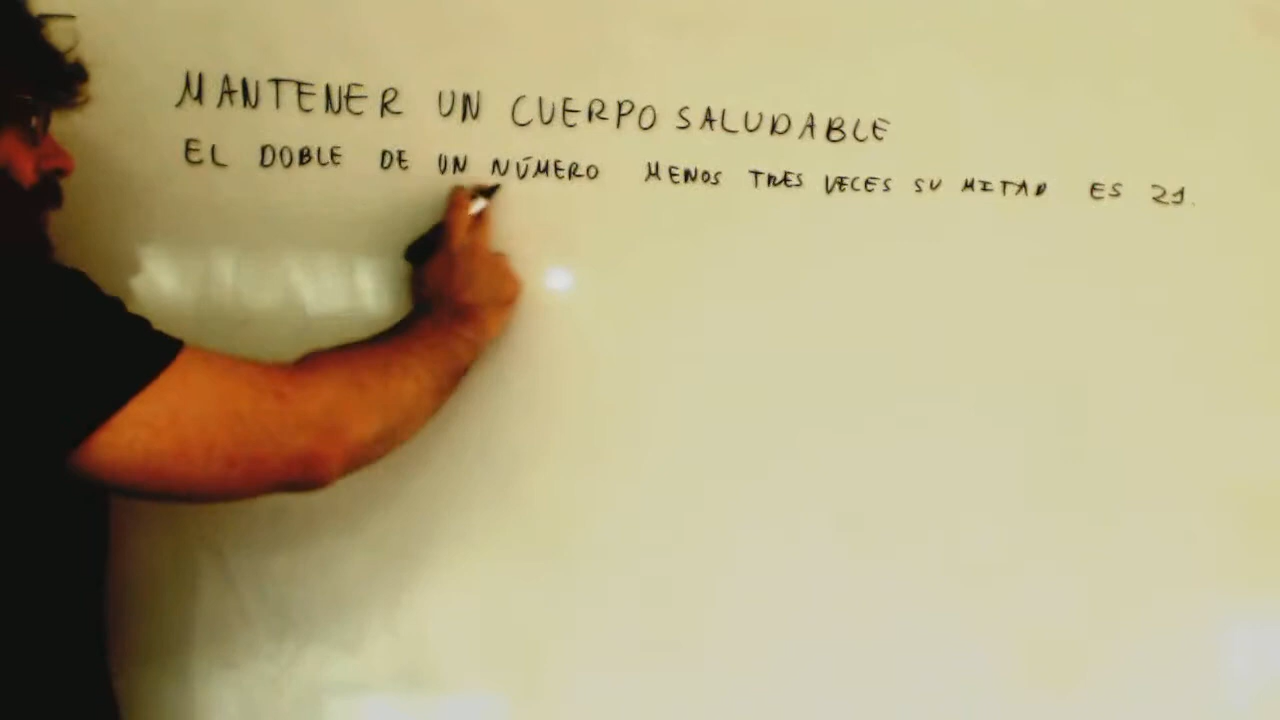 MANTENER UN CUERPO SALUDABLE
EL DOBLE DE UN NÚMERO MENOS TRES VECES SU MITAD ES 21.